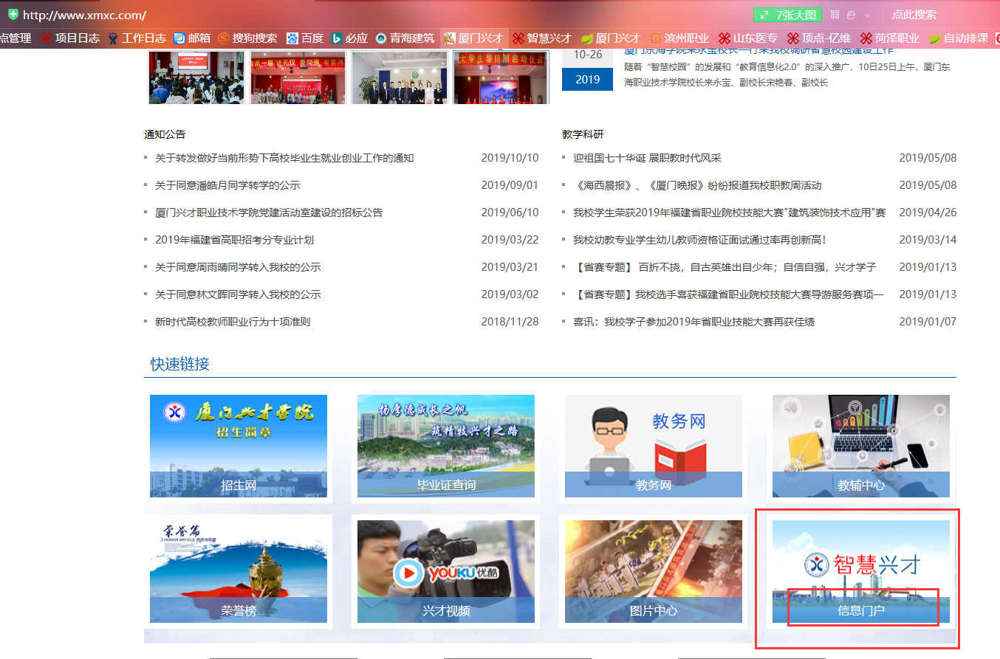 http://www.xmxc.com/
7张大图
点此搜索
点管理 项目日志 工作日志 邮箱 搜狗搜索 百度 必应 青海建筑 厦门兴才 智慧兴才 厦门兴才 滨州职业 山东医专 顶点-亿维 菏泽职业 自动排课
大学生导师制启动仪式
10-26
2019
厦门东海学院来永宝校长一行来我校调研智慧校园建设工作
随着“智慧校园”的发展和“教育信息化2.0”的深入推广，10日25日上午，厦门东
海职业技术学院校长来永宝、副校长宋艳春、副校长
通知公告
关于转发做好当前形势下高校毕业生就业创业工作的通知 2019/10/10
关于同意潘皓月同学转学的公示 2019/09/01
厦门兴才职业技术学院党建活动室建设的招标公告 2019/06/10
2019年福建省高职招考分专业计划 2019/03/22
关于同意周雨晴同学转入我校的公示 2019/03/21
关于同意林文晖同学转入我校的公示 2019/03/02
新时代高校教师职业行为十项准则 2018/11/28
教学科研
迎祖国七十华诞 展职教时代风采 2019/05/08
《海西晨报》、《厦门晚报》纷纷报道我校职教周活动 2019/05/08
我校学生荣获2019年福建省职业院校技能大赛"建筑装饰技术应用"赛 2019/04/26
我校幼教专业学生幼儿教师资格证面试通过率再创新高！ 2019/03/14
【省赛专题】 百折不挠，自古英雄出自少年；自信自强，兴才学子 2019/01/13
【省赛专题】我校选手喜获福建省职业院校技能大赛导游服务赛项一 2019/01/13
喜讯：我校学子参加2019年省职业技能大赛再获佳绩 2019/01/07
快速链接
厦门兴才学院
招生简章
招生网
扬厚德成长之帆
筑精技兴才之路
毕业证查询
教务网
教务网
教辅中心
荣誉篇
HONOR ARTICLE
荣誉榜
YOUKU优酷
兴才视频
图片中心
智慧兴才
信息门户